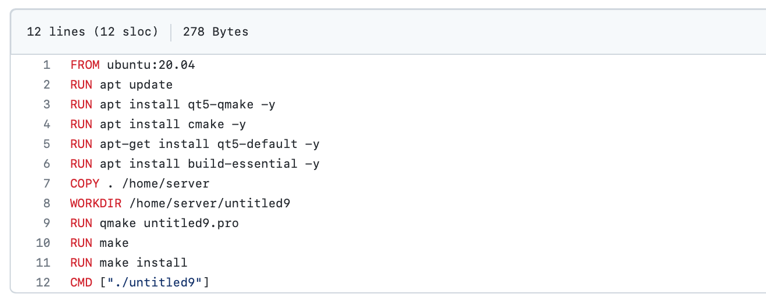 12 lines (12 sloc) 278 Bytes
1 FROM ubuntu:20.04
2 RUN apt update
3 RUN apt install qt5-qmake -y
4 RUN apt install cmake -y
5 RUN apt-get install qt5-default -y
6 RUN apt install build-essential -y
7 COPY . /home/server
8 WORKDIR /home/server/untitled9
9 RUN qmake untitled9.pro
10 RUN make
11 RUN make install
12 CMD ["./untitled9"]